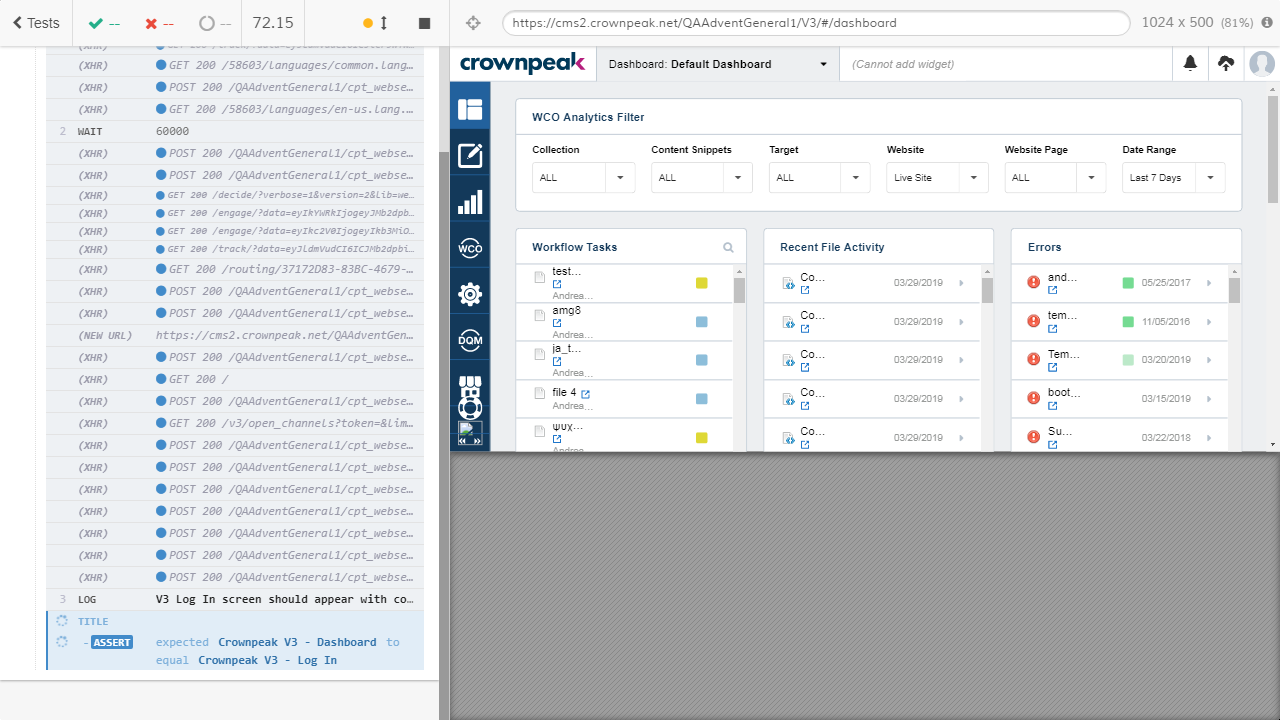 Tests
--
--
--
72.15
https://cms2.crownpeak.net/QAAdventGeneral1/V3/#/dashboard
1024 x 500 (81%)
(XHR) GET 200 /58603/languages/common.lang…
(XHR) POST 200 /QAAdventGeneral1/cpt_webse…
(XHR) GET 200 /58603/languages/en-us.lang.…
2 WAIT 60000
(XHR) POST 200 /QAAdventGeneral1/cpt_webse…
(XHR) POST 200 /QAAdventGeneral1/cpt_webse…
(XHR) GET 200 /decide/?verbose=1&version=2&lib=we…
(XHR) GET 200 /engage/?data=eyIkYWRkIjogeyJMb2dpb…
(XHR) GET 200 /engage/?data=eyIkc2V0IjogeyIkb3MiO…
(XHR) GET 200 /track/?data=eyJldmVudCI6ICJMb2dpbi…
(XHR) GET 200 /routing/37172D83-83BC-4679-…
(XHR) POST 200 /QAAdventGeneral1/cpt_webse…
(XHR) POST 200 /QAAdventGeneral1/cpt_webse…
(NEW URL) https://cms2.crownpeak.net/QAAdventGen…
(XHR) POST 200 /QAAdventGeneral1/cpt_webse…
(XHR) GET 200 /
(XHR) POST 200 /QAAdventGeneral1/cpt_webse…
(XHR) GET 200 /v3/open_channels?token=&lim…
(XHR) POST 200 /QAAdventGeneral1/cpt_webse…
(XHR) POST 200 /QAAdventGeneral1/cpt_webse…
(XHR) POST 200 /QAAdventGeneral1/cpt_webse…
(XHR) POST 200 /QAAdventGeneral1/cpt_webse…
(XHR) POST 200 /QAAdventGeneral1/cpt_webse…
(XHR) POST 200 /QAAdventGeneral1/cpt_webse…
(XHR) POST 200 /QAAdventGeneral1/cpt_webse…
3 LOG V3 Log In screen should appear with co…
TITLE
- ASSERT expected Crownpeak V3 - Dashboard to
equal Crownpeak V3 - Log In
crownpeak
Dashboard: Default Dashboard
(Cannot add widget)
WCO
DQM
WCO Analytics Filter
Collection
ALL
Content Snippets
ALL
Target
ALL
Website
Live Site
Website Page
ALL
Date Range
Last 7 Days
Workflow Tasks
test…
Andrea…
amg8
Andrea…
ja_t…
Andrea…
file 4
Andrea…
ψυχ…
Andrea…
Recent File Activity
Co… 03/29/2019
Co… 03/29/2019
Co… 03/29/2019
Co… 03/29/2019
Co… 03/29/2019
Errors
and… 05/25/2017
tem… 11/05/2016
Tem… 03/20/2019
boot… 03/15/2019
Su…